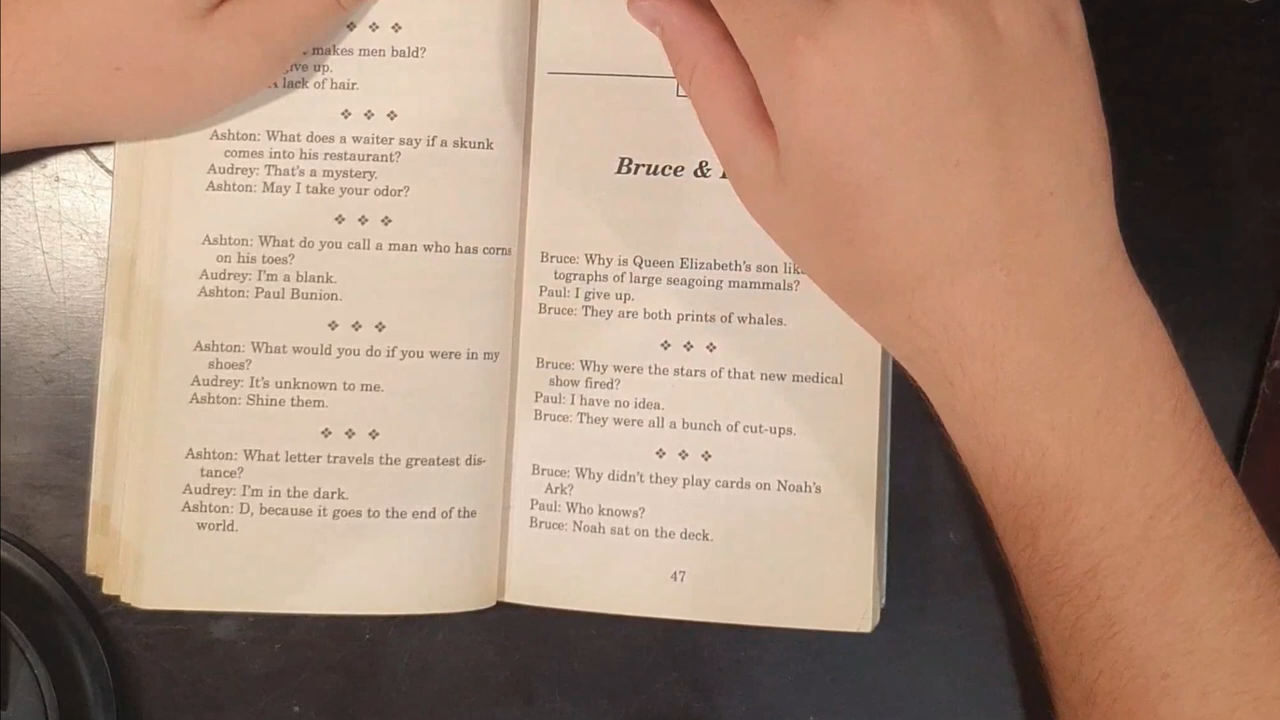 makes men bald?
up.
lack of hair.
Ashton: What does a waiter say if a skunk
comes into his restaurant?
Audrey: That's a mystery.
Ashton: May I take your odor?
Ashton: What do you call a man who has corns
on his toes?
Audrey: I'm a blank.
Ashton: Paul Bunion.
Ashton: What would you do if you were in my
shoes?
Audrey: It's unknown to me.
Ashton: Shine them.
Ashton: What letter travels the greatest dis-
tance?
Audrey: I'm in the dark.
Ashton: D, because it goes to the end of the
world.
Bruce &
Bruce: Why is Queen Elizabeth's son
tographs of large seagoing mammals?
Paul: I give up.
Bruce: They are both prints of whales.
Bruce: Why were the stars of that new medical
show fired?
Paul: I have no idea.
Bruce: They were all a bunch of cut-ups.
Bruce: Why didn't they play cards on Noah's
Ark?
Paul: Who knows?
Bruce: Noah sat on the deck.
47